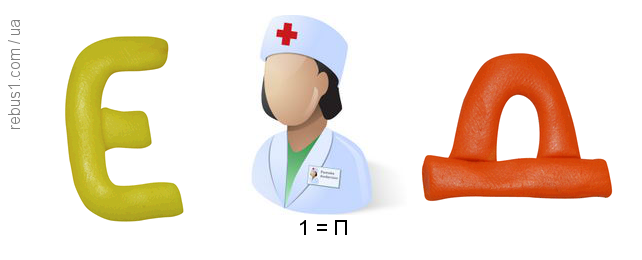 rebus1.com / ua
Е Д
1 = П